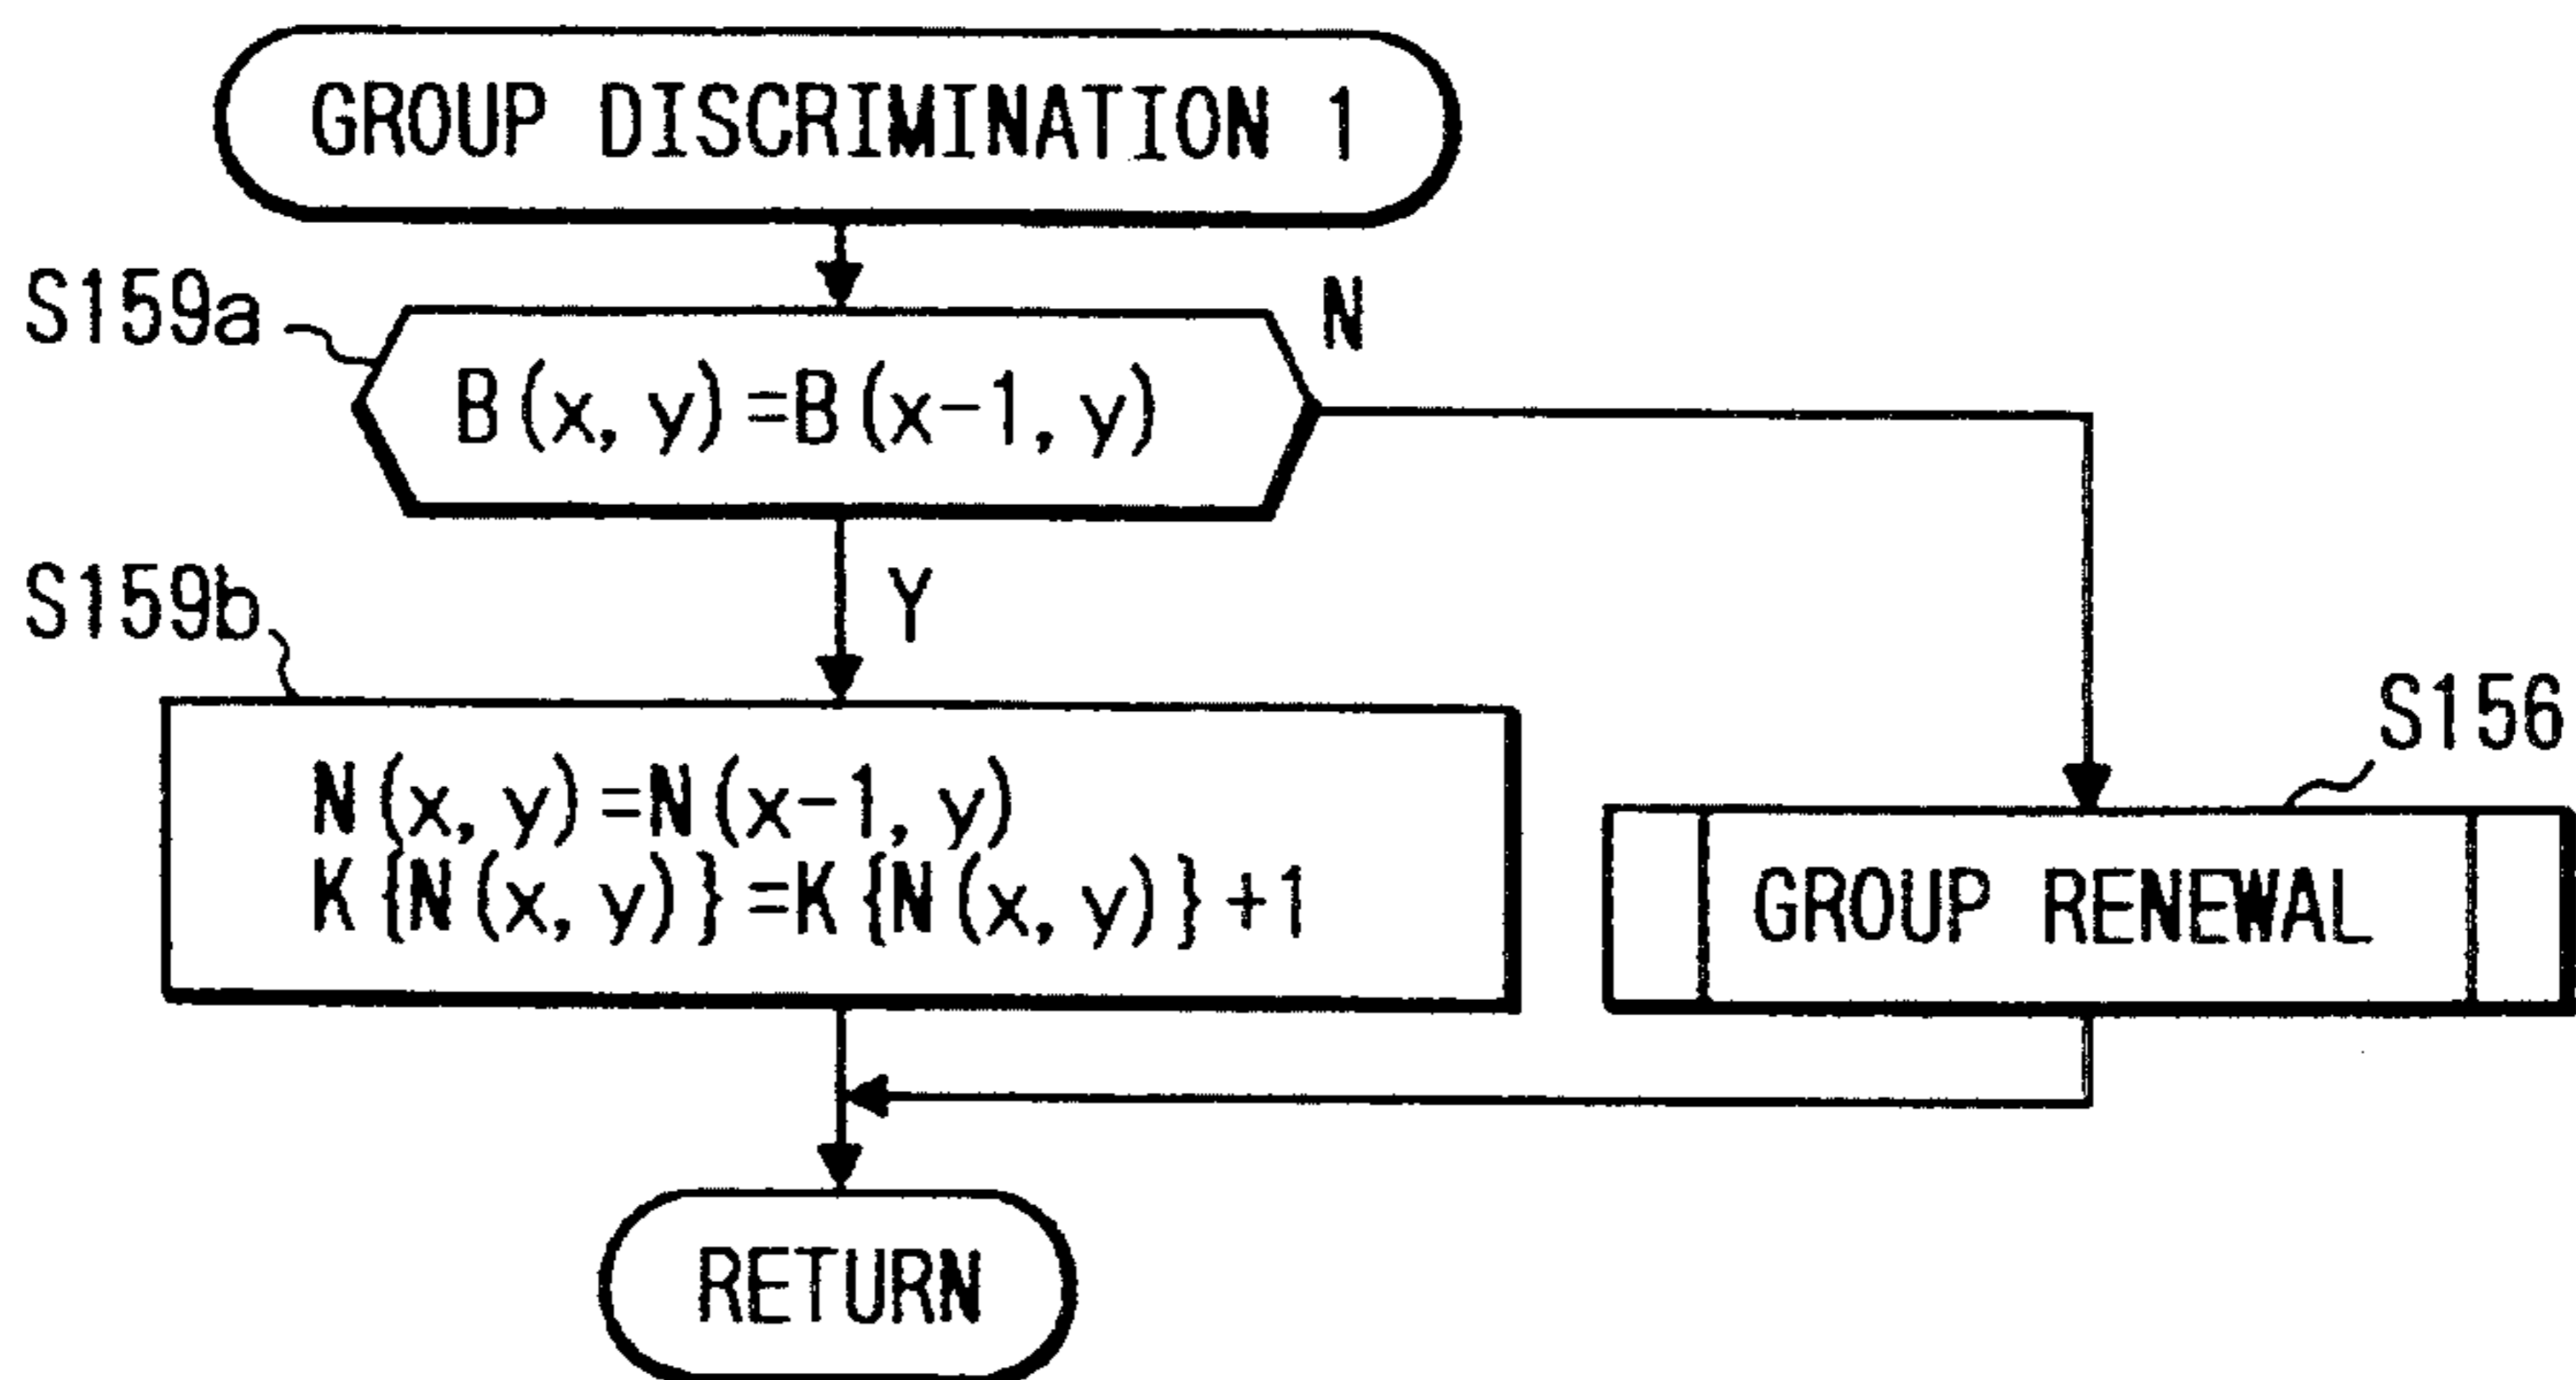 GROUP DISCRIMINATION 1
S159a
N
B(x, y)=B(x-1, y)
S159b
Y
N(x, y)=N(x-1, y)
K{N(x, y)}=K{N(x, y)}+1
S156
GROUP RENEWAL
RETURN